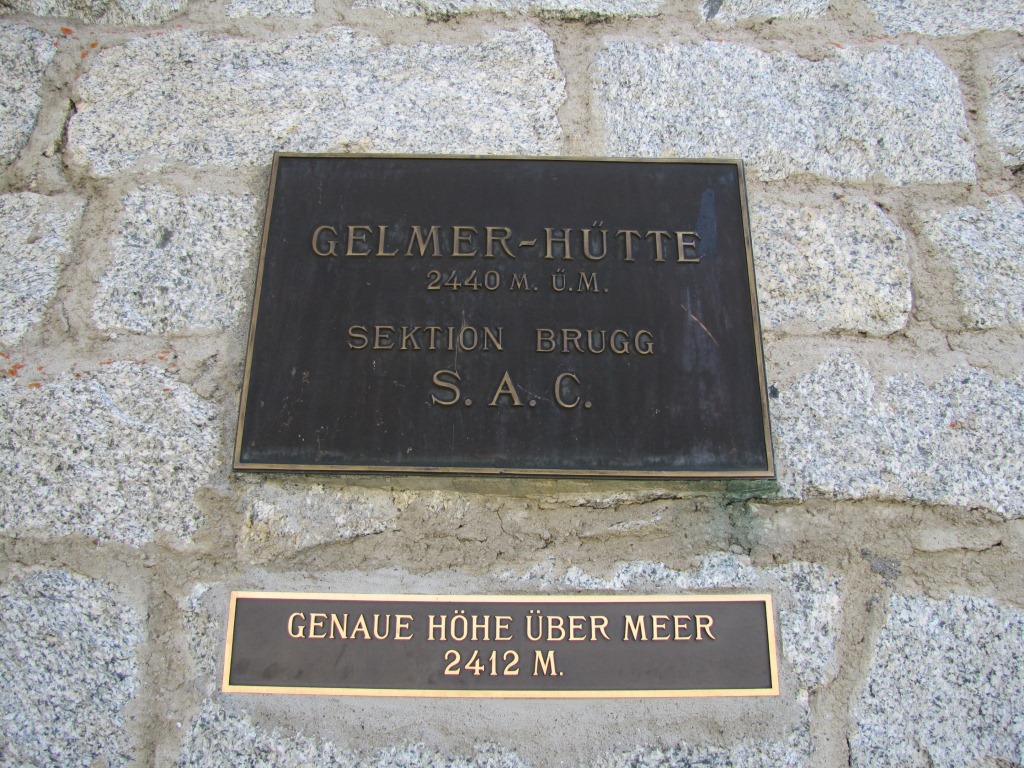 GELMER-HÜTTE
2440 M. Ü.M.
SEKTION BRUGG
S. A. C.
GENAUE HÖHE ÜBER MEER
2412 M.